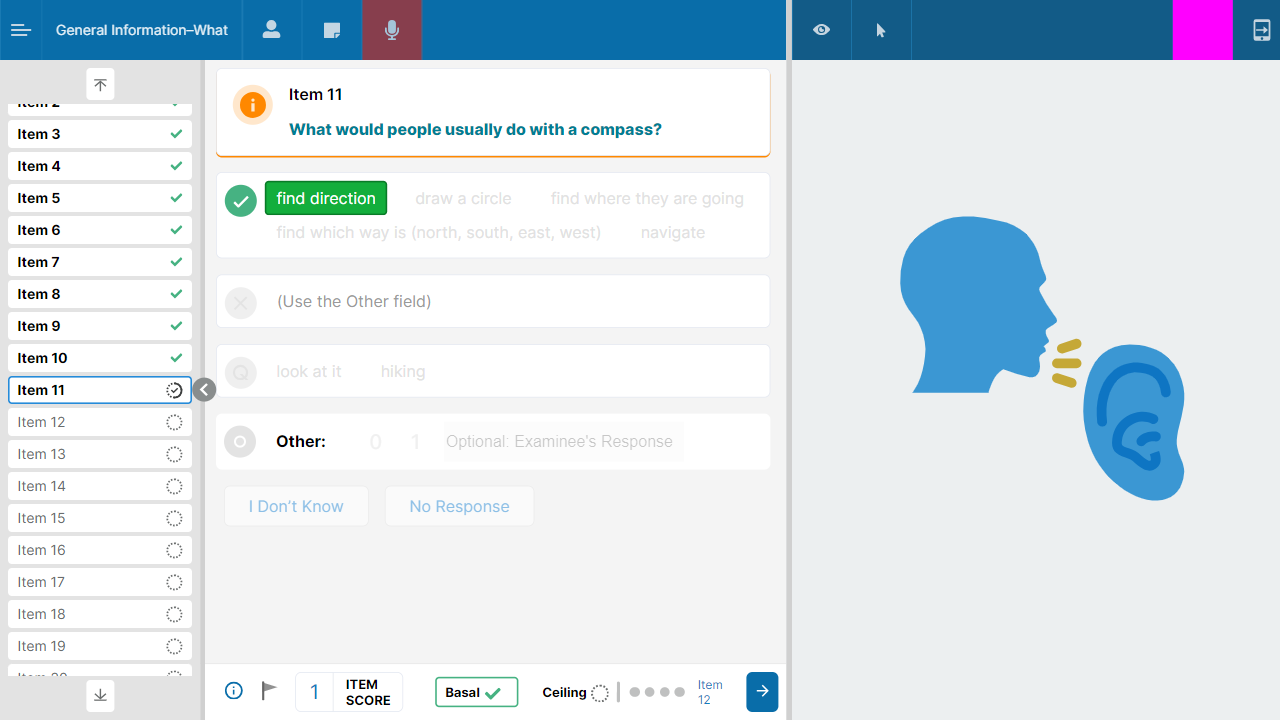 General Information–What
Item 2
Item 3
Item 4
Item 5
Item 6
Item 7
Item 8
Item 9
Item 10
Item 11
Item 12
Item 13
Item 14
Item 15
Item 16
Item 17
Item 18
Item 19
Item 11
What would people usually do with a compass?
find direction draw a circle find where they are going
find which way is (north, south, east, west) navigate
(Use the Other field)
Q look at it hiking
O Other: 0 1 Optional: Examinee's Response
I Don't Know No Response
1 ITEM
SCORE
Basal
Ceiling
Item
12